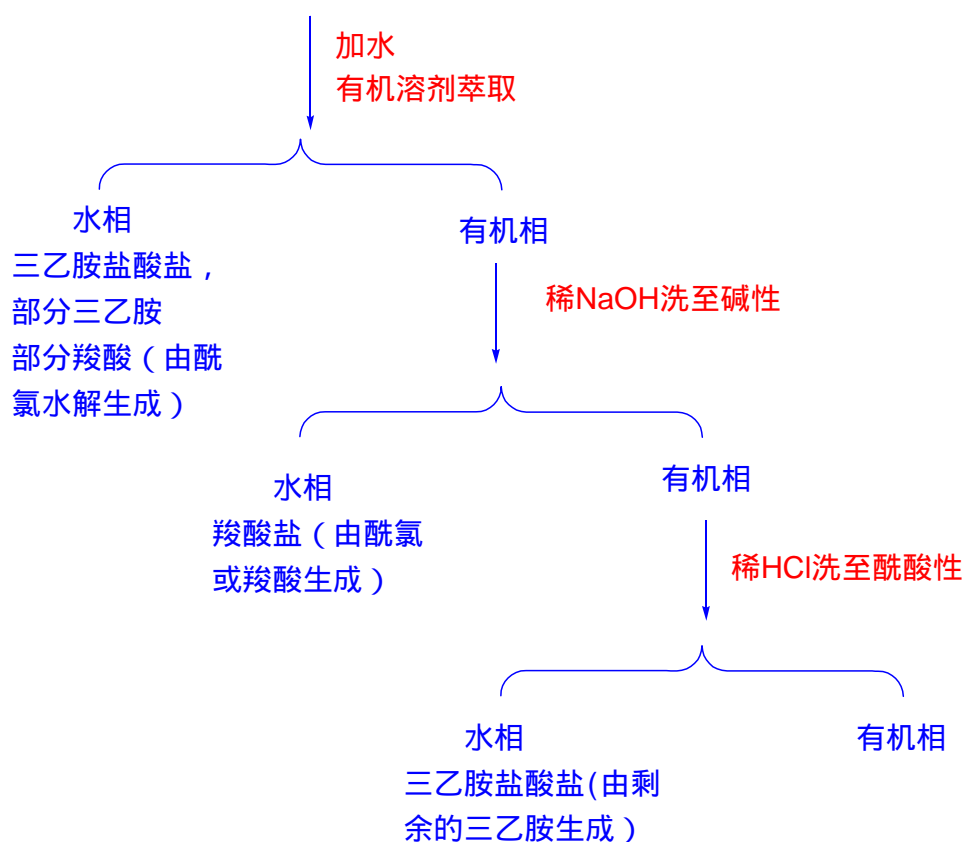 加水
有机溶剂萃取
水相
三乙胺盐酸盐，
部分三乙胺
部分羧酸（由酰
氯水解生成）
有机相
稀NaOH洗至碱性
水相
羧酸盐（由酰氯
或羧酸生成）
有机相
稀HCl洗至酰酸性
水相
三乙胺盐酸盐(由剩
余的三乙胺生成）
有机相